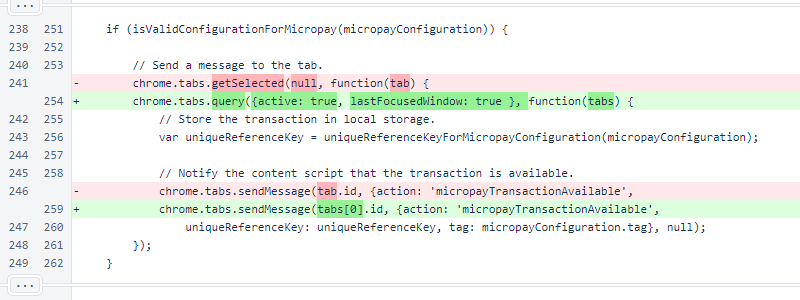 ...
238 251 if (isValidConfigurationForMicropay(micropayConfiguration)) {
239 252
240 253 // Send a message to the tab.
241 - chrome.tabs.getSelected(null, function(tab) {
254 + chrome.tabs.query({active: true, lastFocusedWindow: true }, function(tabs) {
242 255 // Store the transaction in local storage.
243 256 var uniqueReferenceKey = uniqueReferenceKeyForMicropayConfiguration(micropayConfiguration);
244 257
245 258 // Notify the content script that the transaction is available.
246 - chrome.tabs.sendMessage(tab.id, {action: 'micropayTransactionAvailable',
259 + chrome.tabs.sendMessage(tabs[0].id, {action: 'micropayTransactionAvailable',
247 260 uniqueReferenceKey: uniqueReferenceKey, tag: micropayConfiguration.tag}, null);
248 261 });
249 262 }
...